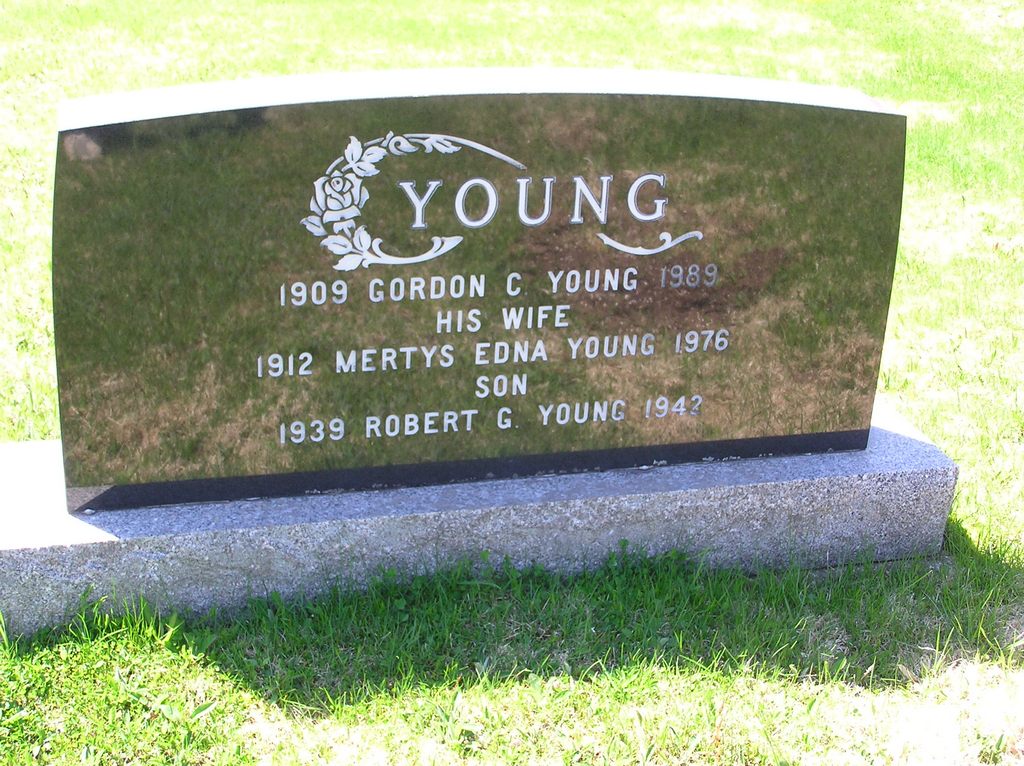 YOUNG
1909 GORDON C YOUNG 1989
HIS WIFE
1912 MERTYS EDNA YOUNG 1976
SON
1939 ROBERT G. YOUNG 1942